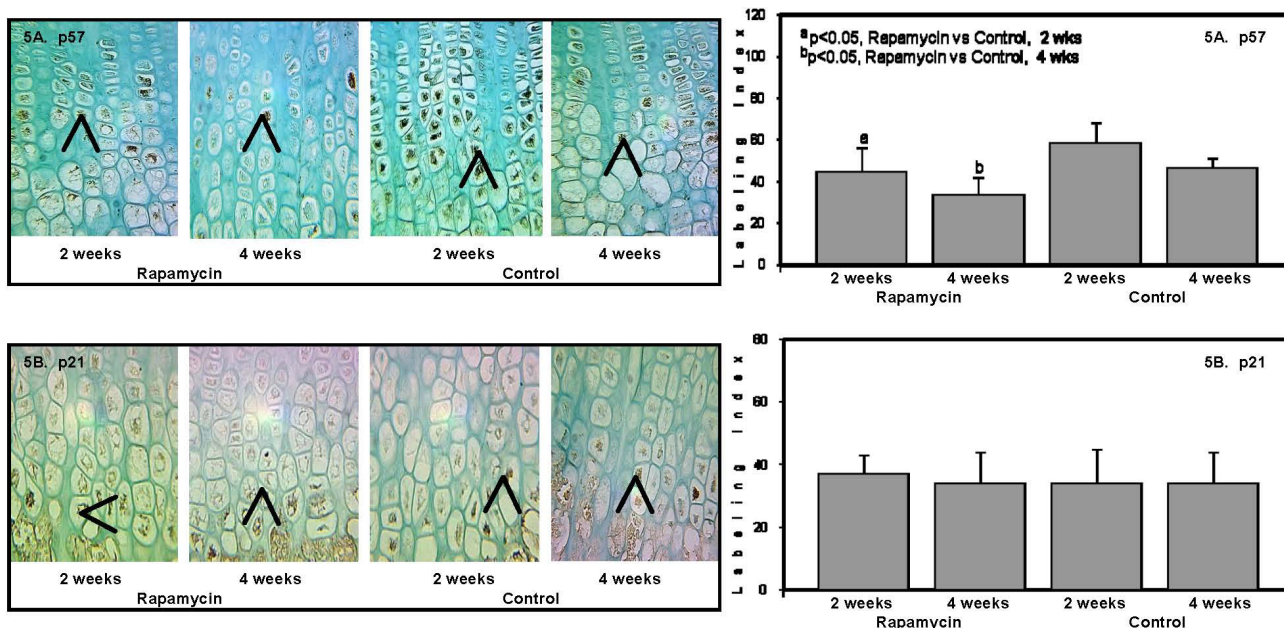 5A. p57
2 weeks 4 weeks 2 weeks 4 weeks
Rapamycin Control
Labeling Index
120
100
80
60
40
20
0
ap<0.05, Rapamycin vs Control, 2 wks
bp<0.05, Rapamycin vs Control, 4 wks
5A. p57
a
b
2 weeks 4 weeks 2 weeks 4 weeks
Rapamycin Control
5B. p21
2 weeks 4 weeks 2 weeks 4 weeks
Rapamycin Control
Labeling Index
80
60
40
20
0
5B. p21
2 weeks 4 weeks 2 weeks 4 weeks
Rapamycin Control